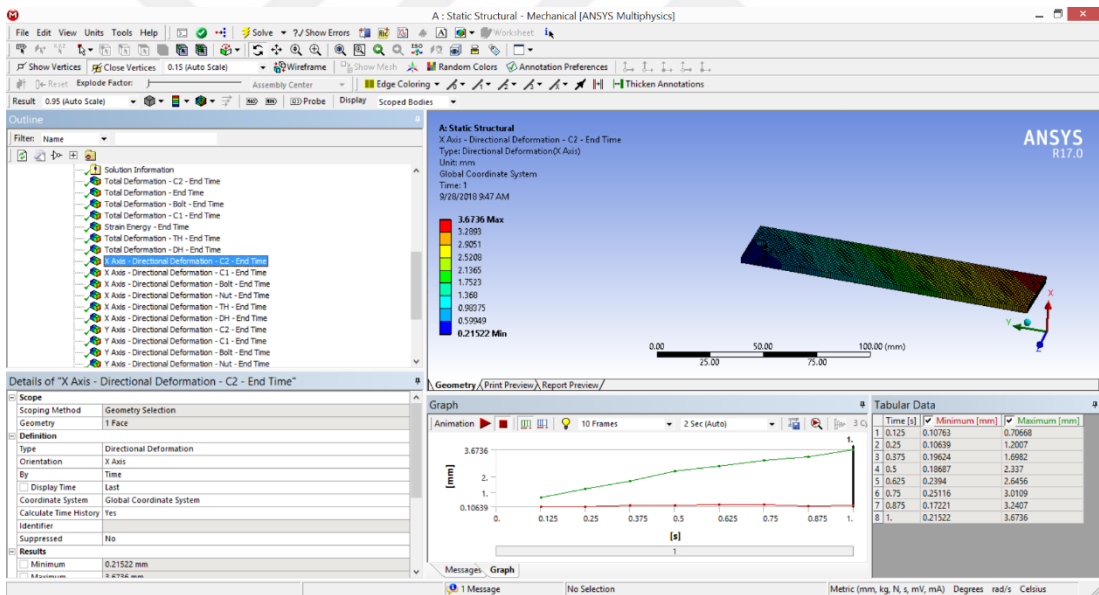 A : Static Structural - Mechanical [ANSYS Multiphysics]
File Edit View Units Tools Help Solve ?/ Show Errors Worksheet
Show Vertices Close Vertices 0.15 (Auto Scale) Wireframe Show Mesh Random Colors Annotation Preferences
Reset Explode Factor: Assembly Center Edge Coloring Thicken Annotations
Result 0.95 (Auto Scale) Probe Display Scoped Bodies
Outline
Filter: Name
Solution Information
Total Deformation - C2 - End Time
Total Deformation - End Time
Total Deformation - Bolt - End Time
Total Deformation - C1 - End Time
Strain Energy - End Time
Total Deformation - TH - End Time
Total Deformation - DH - End Time
X Axis - Directional Deformation - C2 - End Time
X Axis - Directional Deformation - C1 - End Time
X Axis - Directional Deformation - Bolt - End Time
X Axis - Directional Deformation - Nut - End Time
X Axis - Directional Deformation - TH - End Time
X Axis - Directional Deformation - DH - End Time
Y Axis - Directional Deformation - C2 - End Time
Y Axis - Directional Deformation - C1 - End Time
Y Axis - Directional Deformation - Bolt - End Time
Y Axis - Directional Deformation - Nut - End Time
Details of "X Axis - Directional Deformation - C2 - End Time"
Scope
Scoping Method Geometry Selection
Geometry 1 Face
Definition
Type Directional Deformation
Orientation X Axis
By Time
Display Time Last
Coordinate System Global Coordinate System
Calculate Time History Yes
Identifier
Suppressed No
Results
Minimum 0.21522 mm
Maximum 3.6736 mm
A: Static Structural
X Axis - Directional Deformation - C2 - End Time
Type: Directional Deformation(X Axis)
Unit: mm
Global Coordinate System
Time: 1
9/28/2018 9:47 AM
3.6736 Max
3.2893
2.9051
2.5208
2.1365
1.7523
1.368
0.98375
0.59949
0.21522 Min
ANSYS
R17.0
X
Y
Z
0.00 50.00 100.00 (mm)
25.00 75.00
Geometry Print Preview Report Preview
Graph
Animation 10 Frames 2 Sec (Auto)
1.
3.6736
2.
1.
0.10639
[mm]
0. 0.125 0.25 0.375 0.5 0.625 0.75 0.875 1.
[s]
1
Messages Graph
Tabular Data
Time [s] Minimum [mm] Maximum [mm]
1 0.125 0.10763 0.70668
2 0.25 0.10639 1.2007
3 0.375 0.19624 1.6982
4 0.5 0.18687 2.337
5 0.625 0.2394 2.6456
6 0.75 0.25116 3.0109
7 0.875 0.17221 3.2407
8 1. 0.21522 3.6736
1 Message No Selection Metric (mm, kg, N, s, mV, mA) Degrees rad/s Celsius